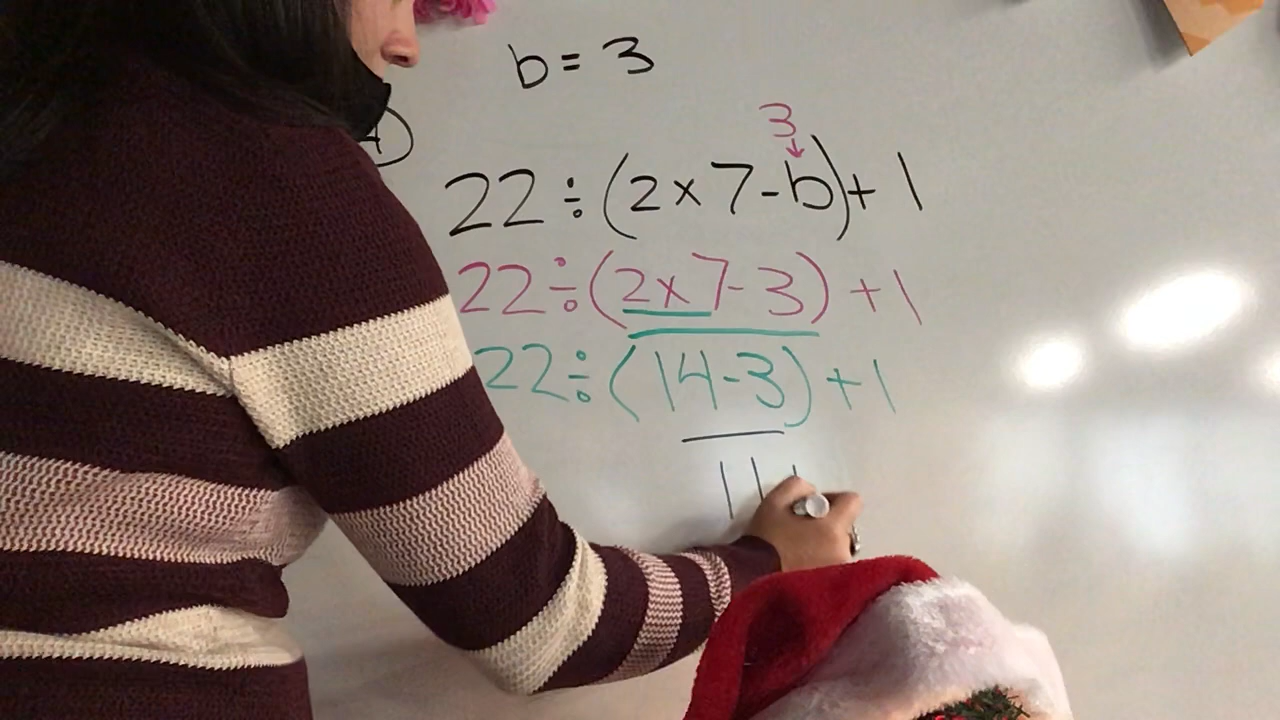 b = 3
3
22 ÷ (2 x 7 - b) + 1
22 ÷ (2 x 7 - 3) + 1
22 ÷ (14 - 3) + 1
11